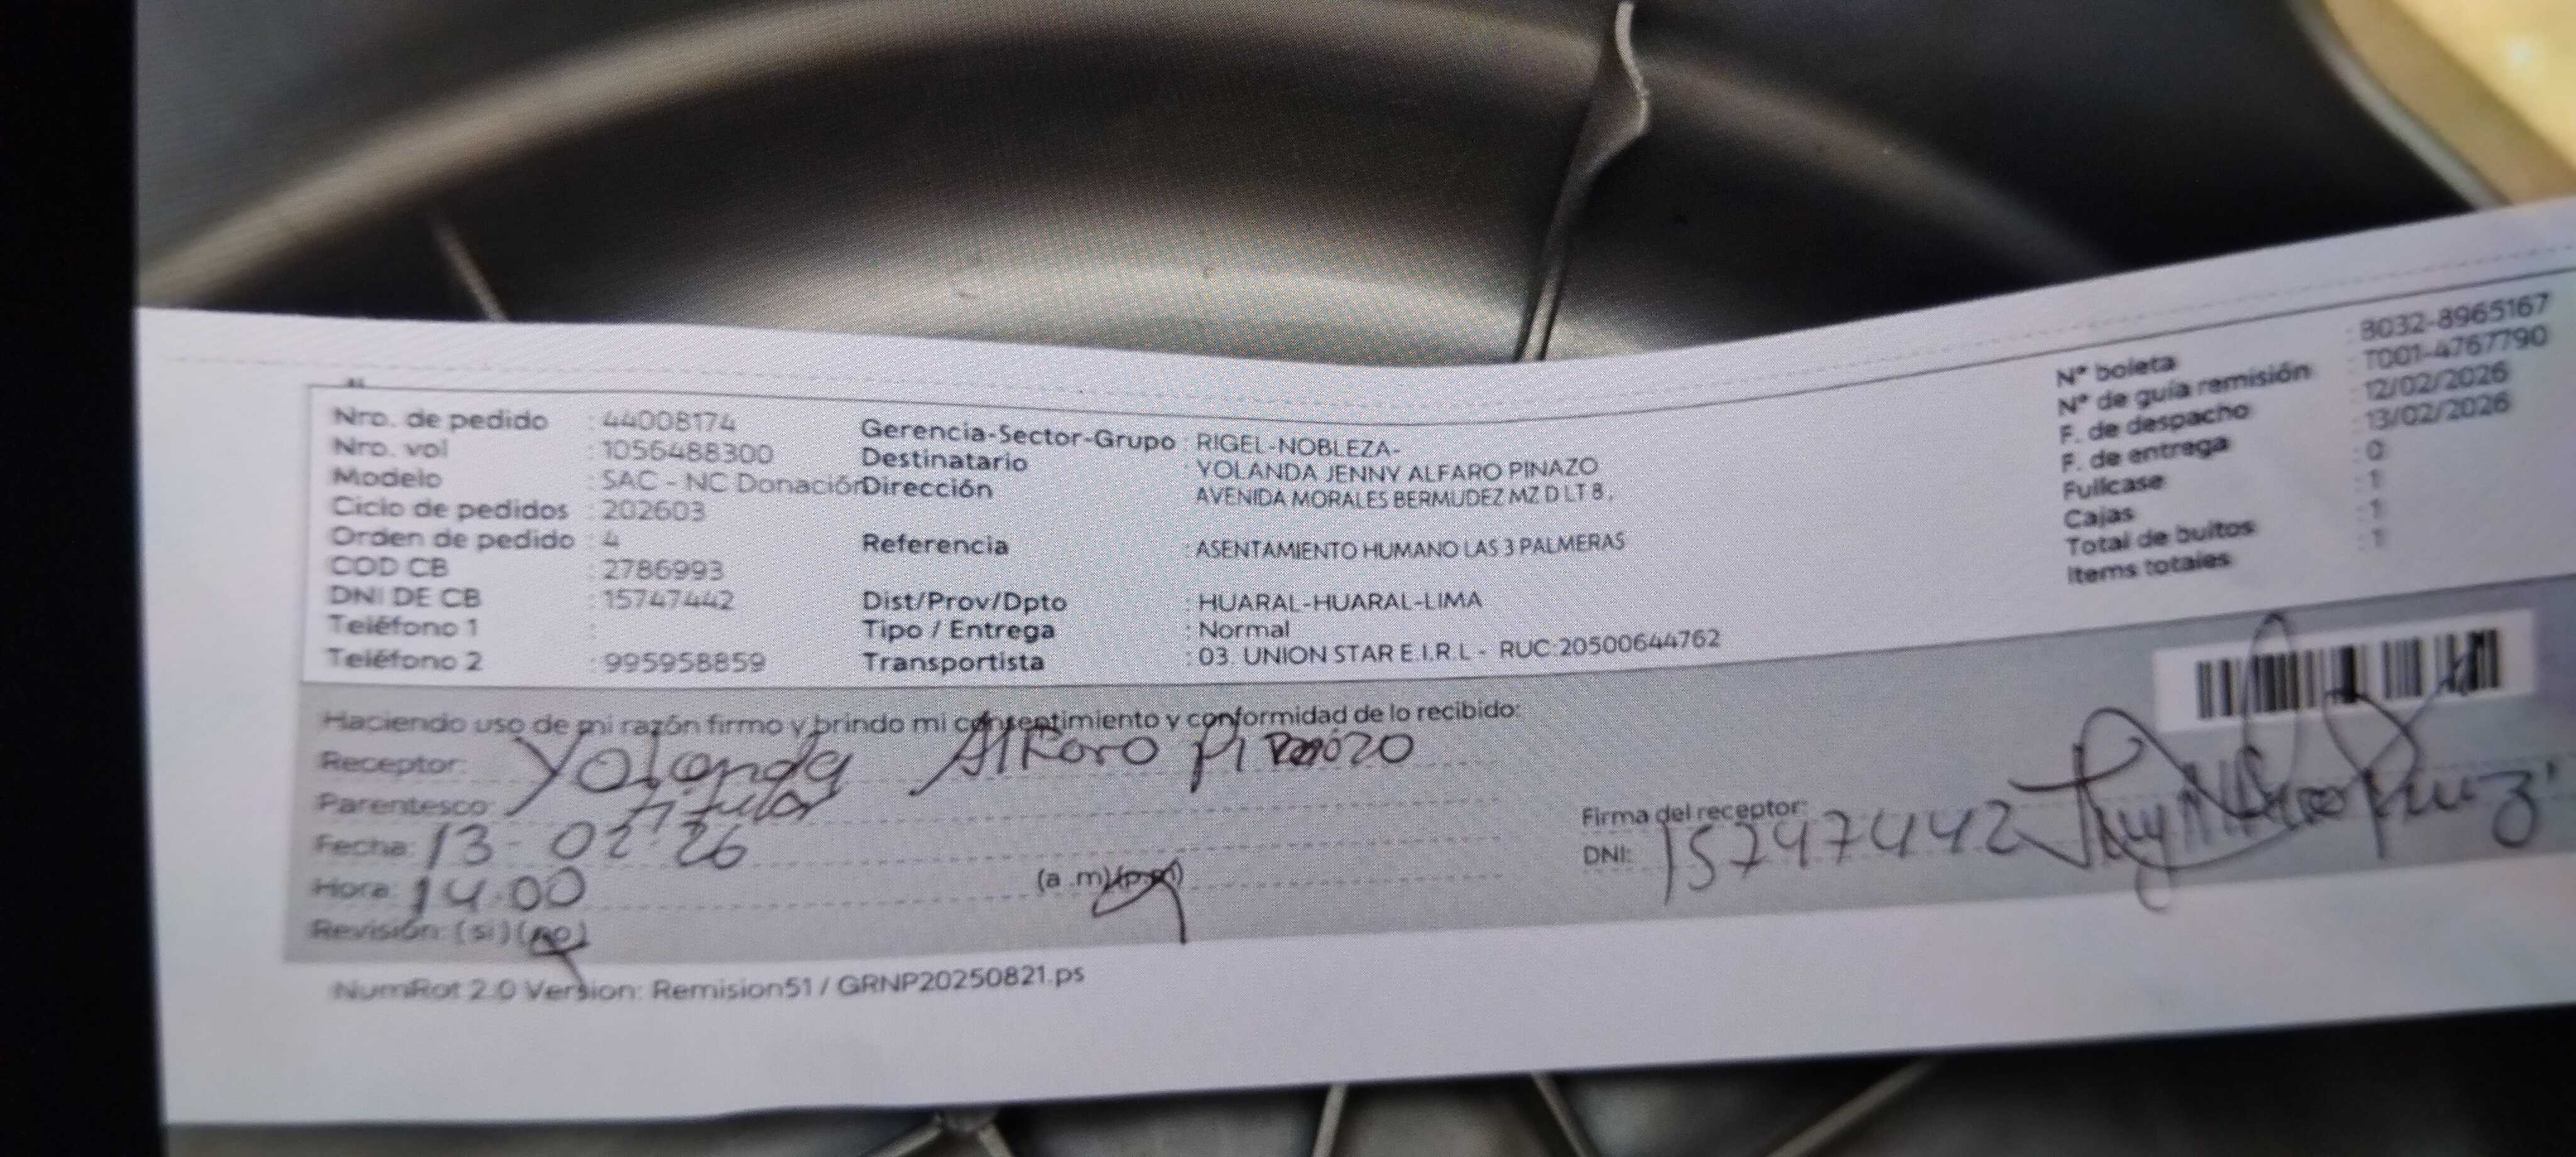 Nro. de pedido : 44008174
Nro. vol : 1056488300
Modelo : SAC - NC Donación
Ciclo de pedidos : 202603
Orden de pedido : 4
COD CB : 2786993
DNI DE CB : 15747442
Teléfono 1 :
Teléfono 2 : 995958859
Gerencia-Sector-Grupo : RIGEL-NOBLEZA-
Destinatario : YOLANDA JENNY ALFARO PINAZO
Dirección AVENIDA MORALES BERMUDEZ MZ D LT 8 ,
Referencia : ASENTAMIENTO HUMANO LAS 3 PALMERAS
Dist/Prov/Dpto : HUARAL-HUARAL-LIMA
Tipo / Entrega : Normal
Transportista : 03. UNION STAR E.I.R.L - RUC:20500644762
N° boleta : B032-8965167
N° de guía remisión : T001-4767790
F. de despacho : 12/02/2026
F. de entrega : 13/02/2026
Fullcase : 0
Cajas : 1
Total de bultos : 1
Items totales : 1
Haciendo uso de mi razón firmo y brindo mi consentimiento y conformidad de lo recibido:
Receptor: Yolanda Alfaro
Parentesco: titular
Fecha: 13-02-26
Hora: 14.00 (a .m)(p.m)
Revisión: (si)(no)
Firma del receptor:
DNI: 15747442
NumRot 2.0 Version: Remision51 / GRNP20250821.ps